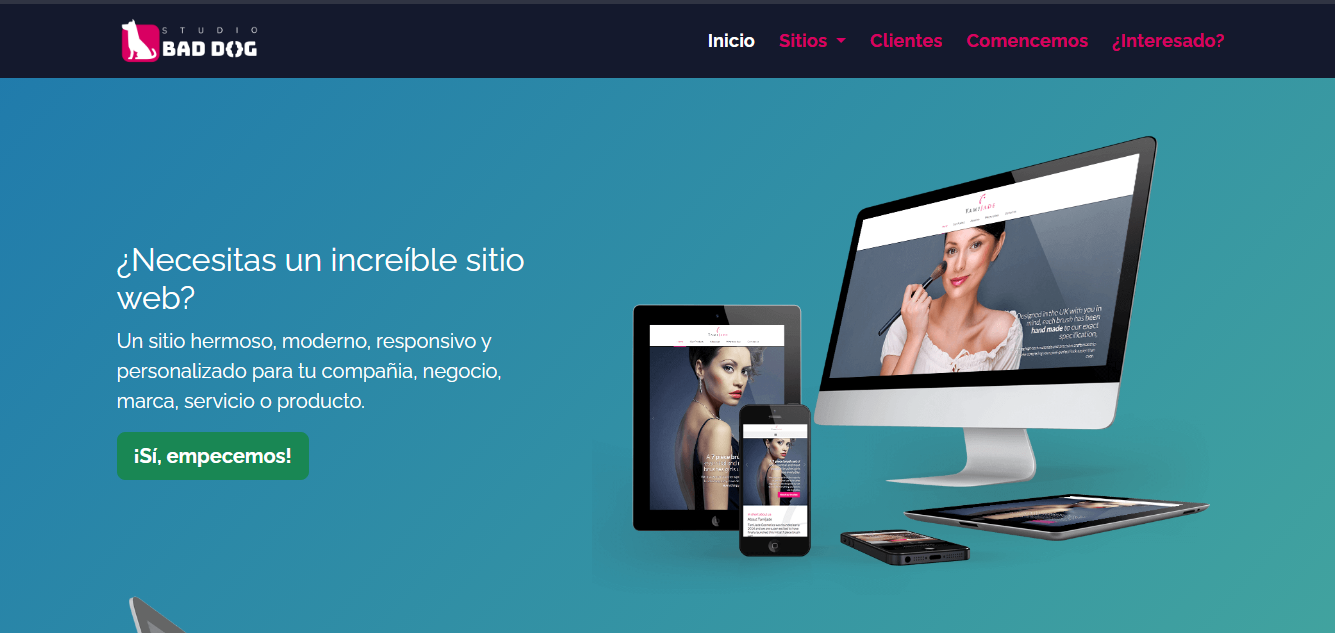 STUDIO
BAD DOG
Inicio
Sitios
Clientes
Comencemos
¿Interesado?
¿Necesitas un increíble sitio
web?
Un sitio hermoso, moderno, responsivo y
personalizado para tu compañia, negocio,
marca, servicio o producto.
¡Sí, empecemos!
Designed in the UK with you in
mind, each brush has been
hand made to our exact
specification,